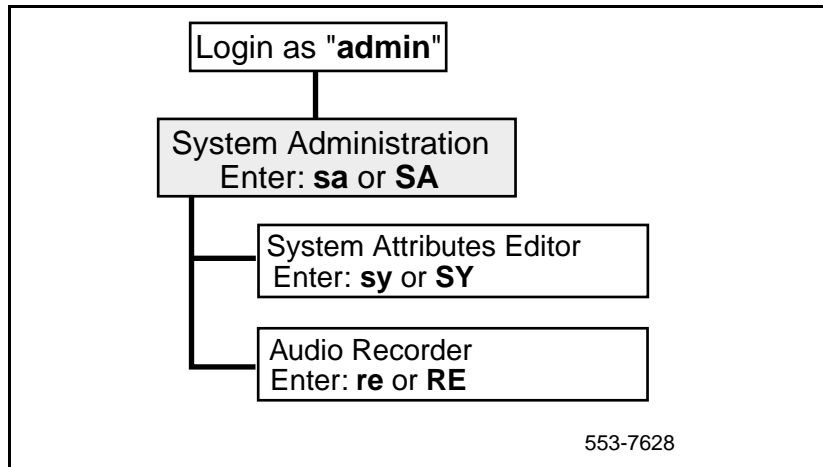 Login as "admin"
System Administration
Enter: sa or SA
System Attributes Editor
Enter: sy or SY
Audio Recorder
Enter: re or RE
553-7628